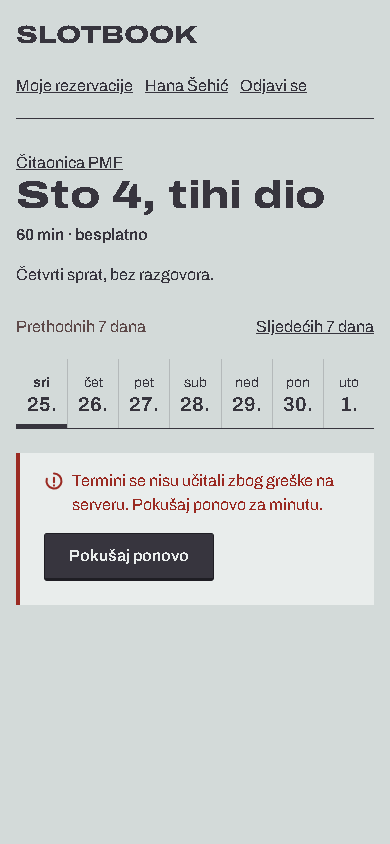 SLOTBOOK
Moje rezervacije Hana Šehić Odjavi se
Čitaonica PMF
Sto 4, tihi dio
60 min · besplatno
Četvrti sprat, bez razgovora.
Prethodnih 7 dana Sljedećih 7 dana
sri čet pet sub ned pon uto
25. 26. 27. 28. 29. 30. 1.
Termini se nisu učitali zbog greške na
serveru. Pokušaj ponovo za minutu.
Pokušaj ponovo